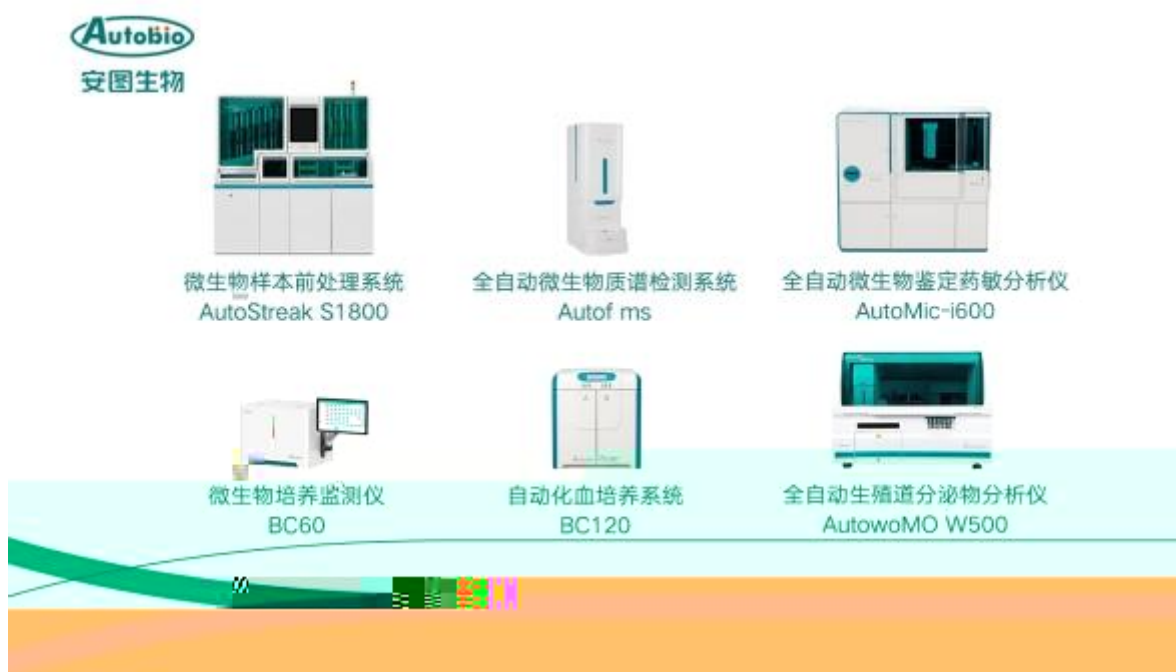 Autobio
安图生物
微生物样本前处理系统
AutoStreak S1800
全自动微生物质谱检测系统
Autof ms
全自动微生物鉴定药敏分析仪
AutoMic-i600
微生物培养监测仪
BC60
自动化血培养系统
BC120
全自动生殖道分泌物分析仪
AutowoMO W500